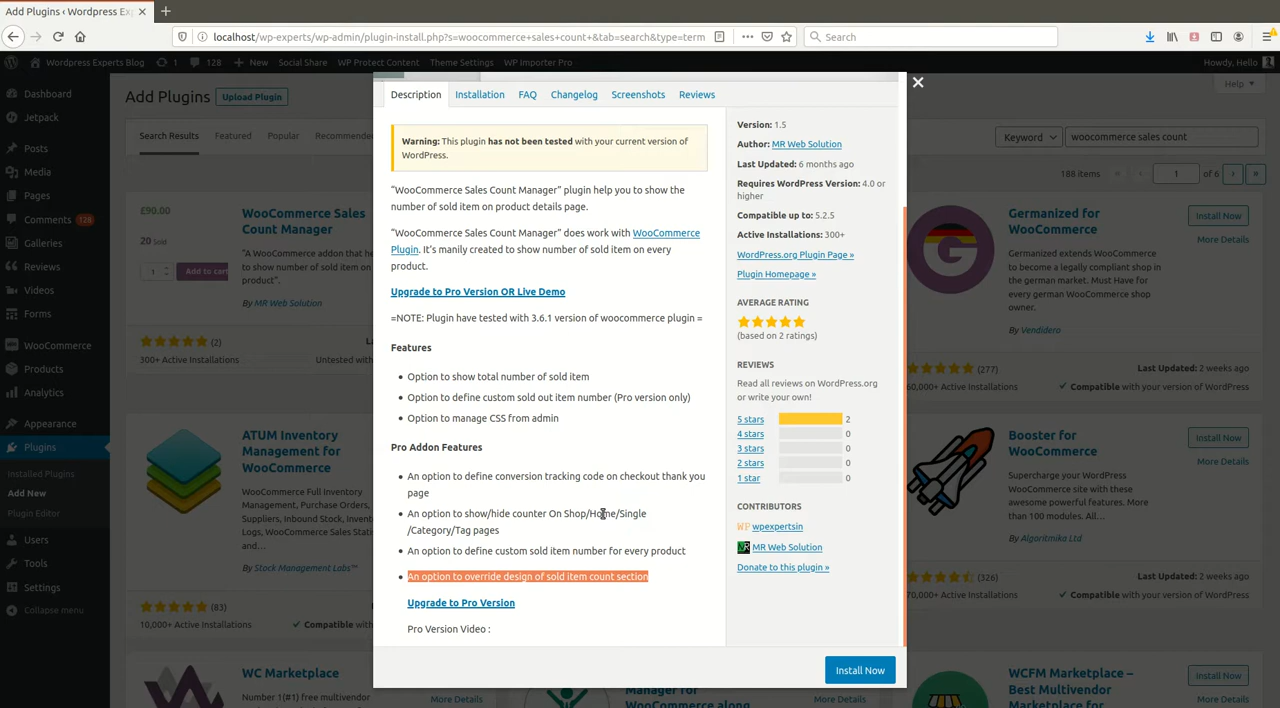 Add Plugins ‹ Wordpress Ex
localhost/wp-experts/wp-admin/plugin-install.php?s=woocommerce+sales+count+&tab=search&type=term
Search
Wordpress Experts Blog
1
128
New
Social Share
WP Protect Content
Theme Settings
WP Importer Pro
Howdy, Hello
Dashboard
Jetpack
Posts
Media
Pages
Comments 128
Galleries
Reviews
Videos
Forms
WooCommerce
Products
Analytics
Appearance
Plugins
Installed Plugins
Add New
Plugin Editor
Users
Tools
Settings
Collapse menu
Add Plugins
Upload Plugin
Help
Search Results
Featured
Popular
Recommende
Keyword
woocommerce sales count
188 items
«
‹
1
of 6
›
»
£90.00
20 Sold
1
Add to cart
WooCommerce Sales
Count Manager
"A WooCommerce addon that he
to show number of sold item on
product".
By MR Web Solution
(2)
300+ Active Installations
Untested with
ATUM Inventory
Management for
WooCommerce
WooCommerce Full Inventory
Management, Warehouse
Purchase Orders,
Suppliers, Inbound Stock, Inventory
Logs, WooCommerce Sales Statis
and…
By Stock Management Labs™
(83)
10,000+ Active Installations
Compatible
WC Marketplace
Number 1(#1) free multivendor
More Details
Description
Installation
FAQ
Changelog
Screenshots
Reviews
Warning: This plugin has not been tested with your current version of
WordPress.
“WooCommerce Sales Count Manager” plugin help you to show the
number of sold item on product details page.
“WooCommerce Sales Count Manager” does work with WooCommerce
Plugin. It’s manily created to show number of sold item on every
product.
Upgrade to Pro Version OR Live Demo
=NOTE: Plugin have tested with 3.6.1 version of woocommerce plugin =
Features
Option to show total number of sold item
Option to define custom sold out item number (Pro version only)
Option to manage CSS from admin
Pro Addon Features
An option to define conversion tracking code on checkout thank you
page
An option to show/hide counter On Shop/Home/Single
/Category/Tag pages
An option to define custom sold item number for every product
An option to override design of sold item count section
Upgrade to Pro Version
Pro Version Video :
Version: 1.5
Author: MR Web Solution
Last Updated: 6 months ago
Requires WordPress Version: 4.0 or
higher
Compatible up to: 5.2.5
Active Installations: 300+
WordPress.org Plugin Page »
Plugin Homepage »
AVERAGE RATING
(based on 2 ratings)
REVIEWS
Read all reviews on WordPress.org
or write your own!
5 stars 2
4 stars 0
3 stars 0
2 stars 0
1 star 0
CONTRIBUTORS
WP wpexpertsin
MR Web Solution
Donate to this plugin »
Install Now
Manager for
WooCommerce along
More Details
Germanized for
WooCommerce
Install Now
More Details
Germanized extends WooCommerce
to become a legally compliant shop in
the german market. Must Have for
every german WooCommerce shop
owner.
By Vendidero
(277)
60,000+ Active Installations
Last Updated: 2 weeks ago
Compatible with your version of WordPress
Booster for
WooCommerce
Install Now
More Details
Supercharge your WordPress
WooCommerce site with these
awesome powerful features. More
than 100 modules. All…
By Algoritmika Ltd
(326)
70,000+ Active Installations
Last Updated: 2 weeks ago
Compatible with your version of WordPress
WCFM Marketplace –
Best Multivendor
Marketplace for
Install Now
More Details